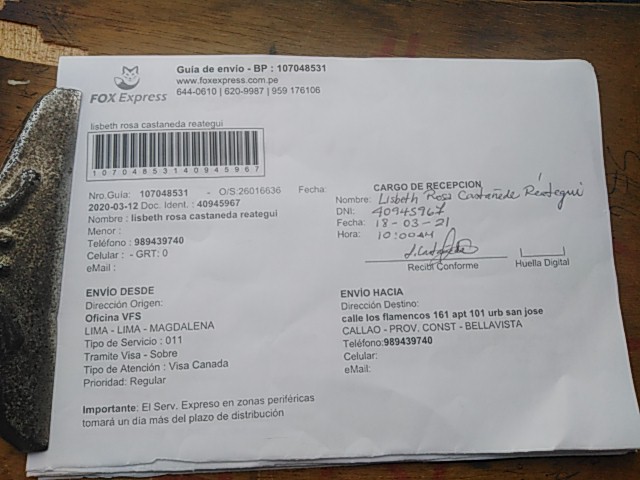 FOX Express
Guía de envío - BP : 107048531
www.foxexpress.com.pe
644-0610 | 620-9987 | 959 176106
lisbeth rosa castaneda reategui
10704853140945967
Nro.Guía: 107048531 - O/S:26016636 Fecha:
2020-03-12 Doc. Ident. : 40945967
Nombre : lisbeth rosa castaneda reategui
Menor :
Teléfono : 989439740
Celular : - GRT: 0
eMail :
CARGO DE RECEPCION
Nombre: Lisbeth Rosa Castañede Reátegui
DNI: 40945967
Fecha: 18-03-21
Hora: 10:00AM
Recibí Conforme
Huella Digital
ENVÍO DESDE
Dirección Origen:
Oficina VFS
LIMA - LIMA - MAGDALENA
Tipo de Servicio : 011
Tramite Visa - Sobre
Tipo de Atención : Visa Canada
Prioridad: Regular
ENVÍO HACIA
Dirección Destino:
calle los flamencos 161 apt 101 urb san jose
CALLAO - PROV. CONST - BELLAVISTA
Teléfono:989439740
Celular:
eMail:
Importante: El Serv. Expreso en zonas periféricas
tomará un día más del plazo de distribución